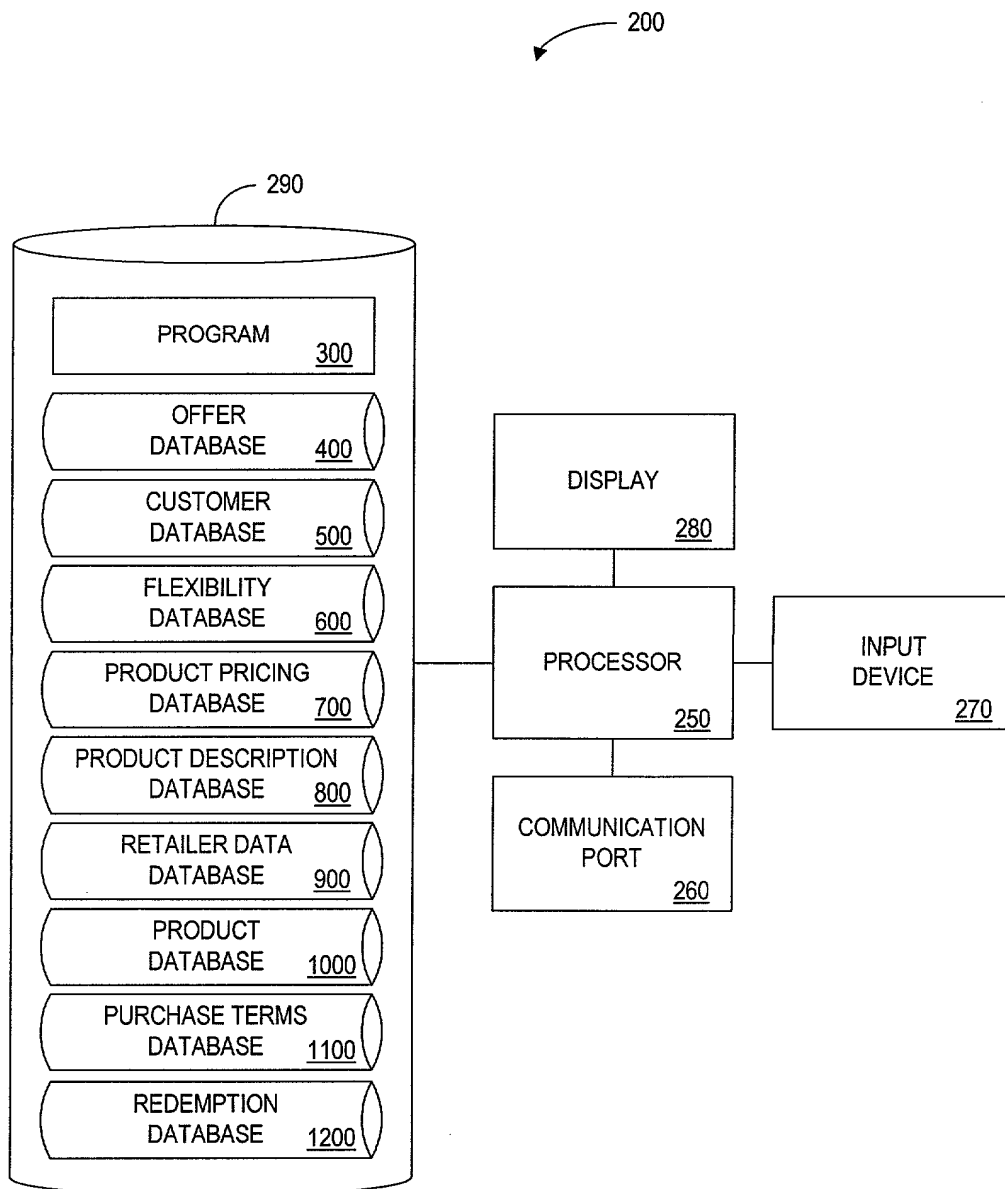 200
290
PROGRAM
300
OFFER
DATABASE 400
CUSTOMER
DATABASE 500
FLEXIBILITY
DATABASE 600
PRODUCT PRICING
DATABASE 700
PRODUCT DESCRIPTION
DATABASE 800
RETAILER DATA
DATABASE 900
PRODUCT
DATABASE 1000
PURCHASE TERMS
DATABASE 1100
REDEMPTION
DATABASE 1200
DISPLAY
280
PROCESSOR
250
INPUT
DEVICE
270
COMMUNICATION
PORT
260